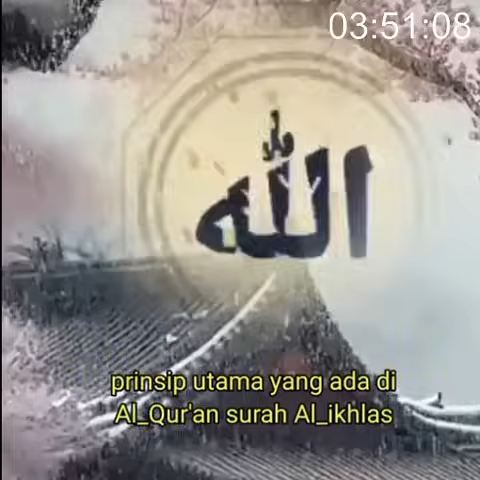 03:51:08
الله
prinsip utama yang ada di
Al_Qur'an surah Al_ikhlas